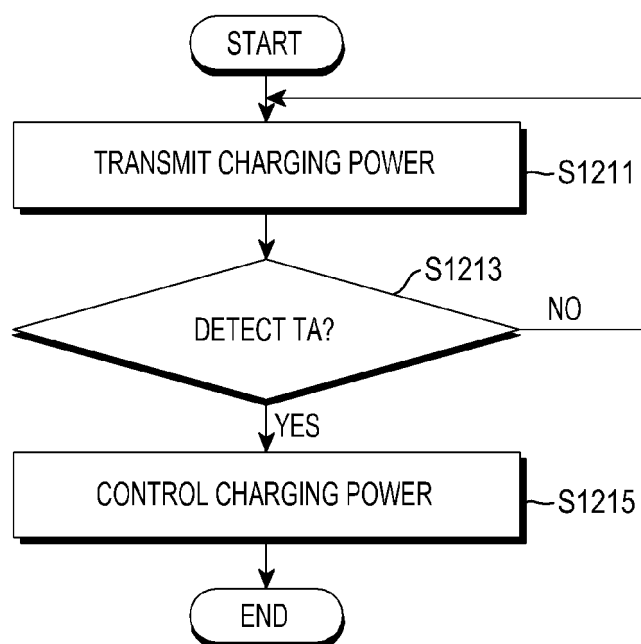 START
TRANSMIT CHARGING POWER
S1211
S1213
DETECT TA?
NO
YES
CONTROL CHARGING POWER
S1215
END